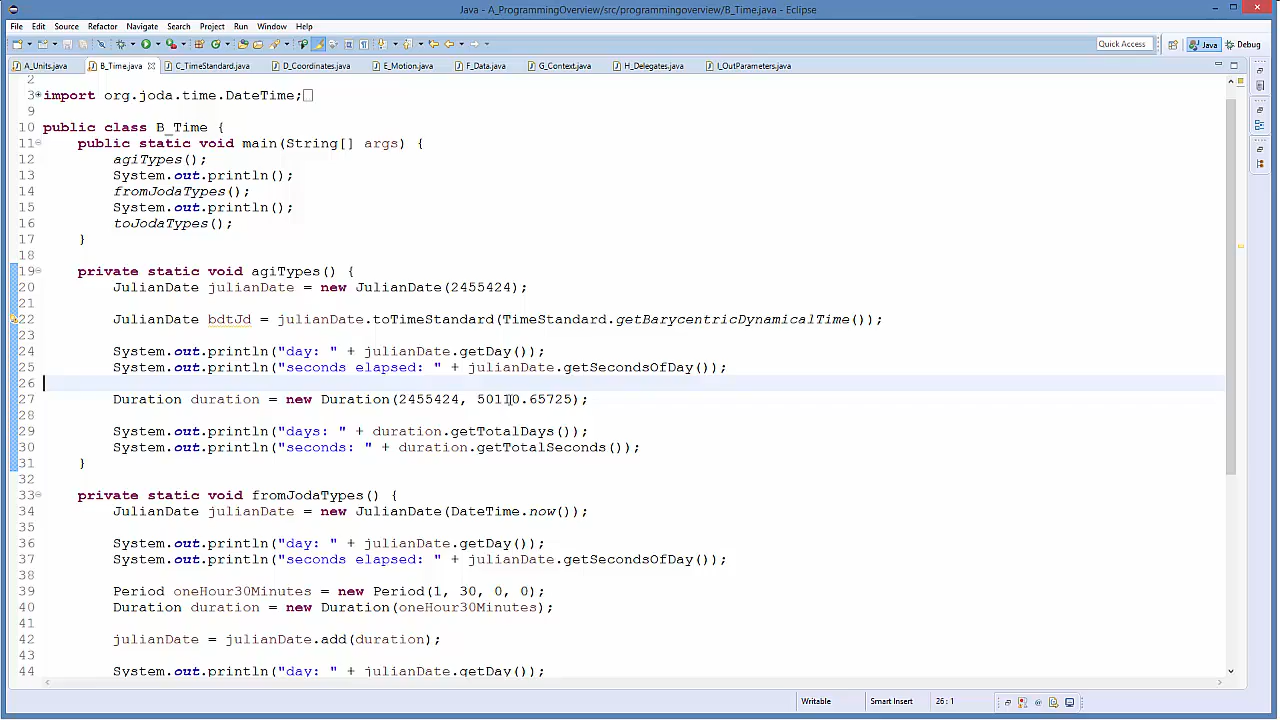 Java - A_ProgrammingOverview/src/programmingoverview/B_Time.java - Eclipse
File Edit Source Refactor Navigate Search Project Run Window Help
Quick Access Java Debug
A_Units.java B_Time.java C_TimeStandard.java D_Coordinates.java E_Motion.java F_Data.java G_Context.java H_Delegates.java I_OutParameters.java
2
3 import org.joda.time.DateTime;
9
10 public class B_Time {
11 public static void main(String[] args) {
12 agiTypes();
13 System.out.println();
14 fromJodaTypes();
15 System.out.println();
16 toJodaTypes();
17 }
18
19 private static void agiTypes() {
20 JulianDate julianDate = new JulianDate(2455424);
21
22 JulianDate bdtJd = julianDate.toTimeStandard(TimeStandard.getBarycentricDynamicalTime());
23
24 System.out.println("day: " + julianDate.getDay());
25 System.out.println("seconds elapsed: " + julianDate.getSecondsOfDay());
26
27 Duration duration = new Duration(2455424, 50110.65725);
28
29 System.out.println("days: " + duration.getTotalDays());
30 System.out.println("seconds: " + duration.getTotalSeconds());
31 }
32
33 private static void fromJodaTypes() {
34 JulianDate julianDate = new JulianDate(DateTime.now());
35
36 System.out.println("day: " + julianDate.getDay());
37 System.out.println("seconds elapsed: " + julianDate.getSecondsOfDay());
38
39 Period oneHour30Minutes = new Period(1, 30, 0, 0);
40 Duration duration = new Duration(oneHour30Minutes);
41
42 julianDate = julianDate.add(duration);
43
44 System.out.println("day: " + julianDate.getDay());
Writable Smart Insert 26 : 1